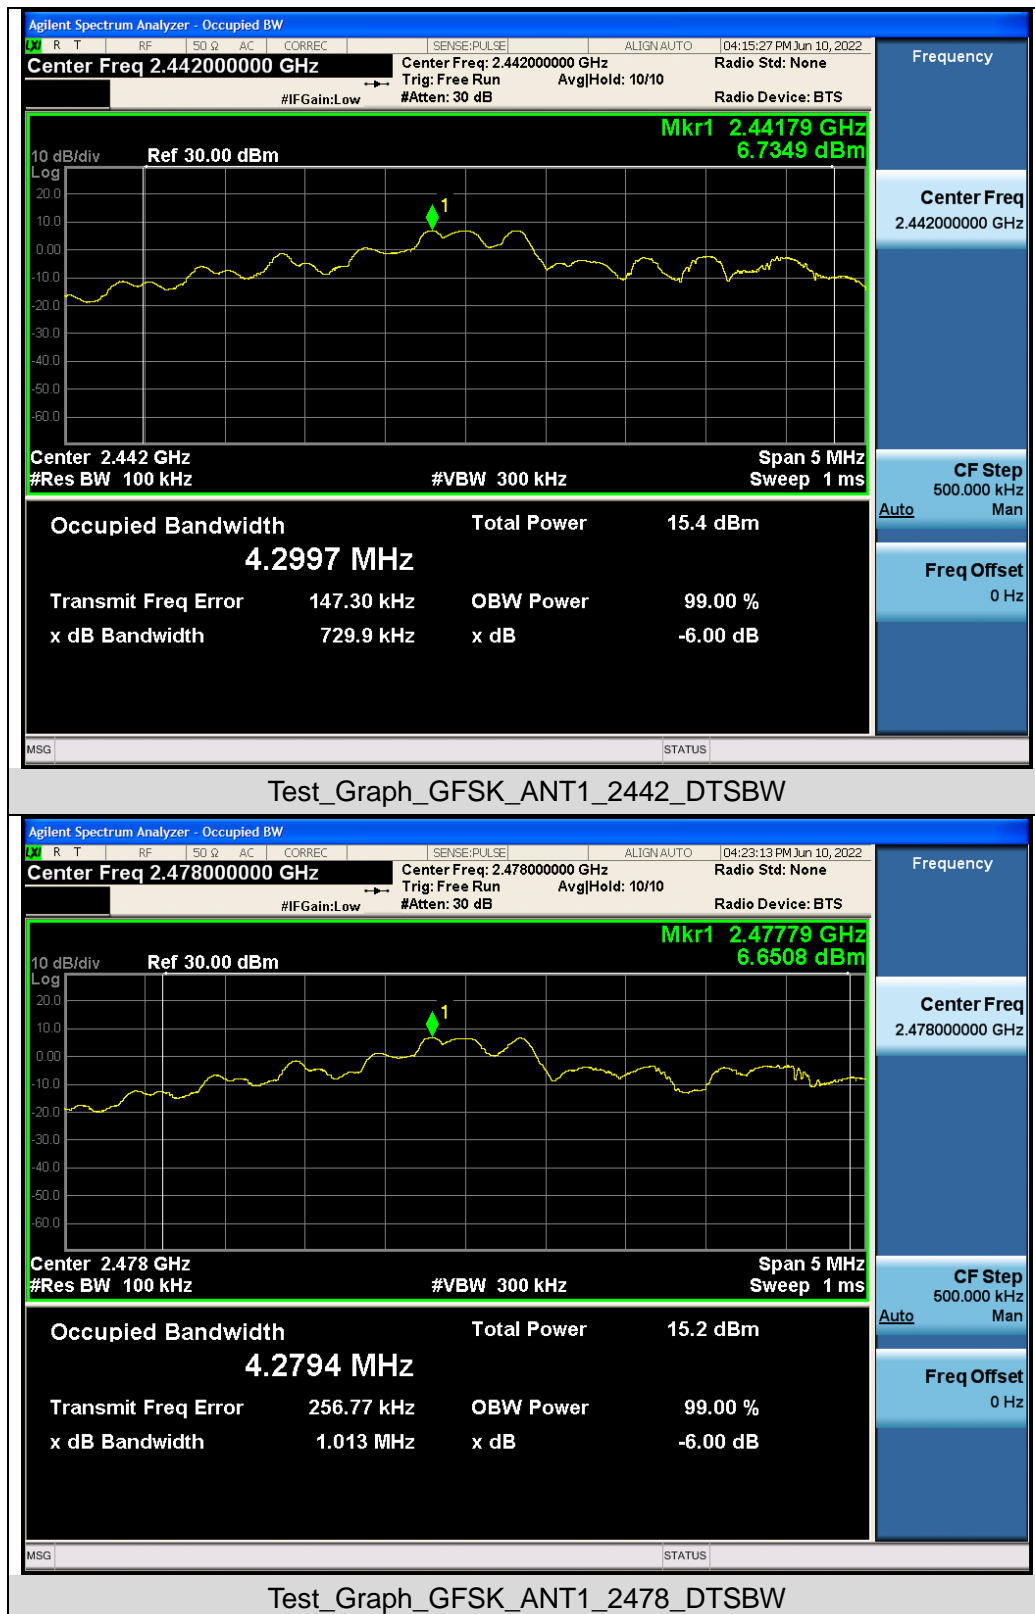 Agilent Spectrum Analyzer - Occupied BW
LXI R T RF 50 Ω AC CORREC SENSE:PULSE ALIGN AUTO 04:15:27 PM Jun 10, 2022
Center Freq 2.442000000 GHz Center Freq: 2.442000000 GHz Radio Std: None Frequency
Trig: Free Run Avg|Hold: 10/10
#IFGain:Low #Atten: 30 dB Radio Device: BTS
Mkr1 2.44179 GHz
10 dB/div Ref 30.00 dBm 6.7349 dBm
Log
20.0
10.0
0.00
-10.0
-20.0
-30.0
-40.0
-50.0
-60.0
1
Center Freq
2.442000000 GHz
Center 2.442 GHz Span 5 MHz
#Res BW 100 kHz #VBW 300 kHz Sweep 1 ms
CF Step
500.000 kHz
Auto Man
Occupied Bandwidth Total Power 15.4 dBm
4.2997 MHz
Freq Offset
0 Hz
Transmit Freq Error 147.30 kHz OBW Power 99.00 %
x dB Bandwidth 729.9 kHz x dB -6.00 dB
MSG STATUS
Test_Graph_GFSK_ANT1_2442_DTSBW
Agilent Spectrum Analyzer - Occupied BW
LXI R T RF 50 Ω AC CORREC SENSE:PULSE ALIGN AUTO 04:23:13 PM Jun 10, 2022
Center Freq 2.478000000 GHz Center Freq: 2.478000000 GHz Radio Std: None Frequency
Trig: Free Run Avg|Hold: 10/10
#IFGain:Low #Atten: 30 dB Radio Device: BTS
Mkr1 2.47779 GHz
10 dB/div Ref 30.00 dBm 6.6508 dBm
Log
20.0
10.0
0.00
-10.0
-20.0
-30.0
-40.0
-50.0
-60.0
1
Center Freq
2.478000000 GHz
Center 2.478 GHz Span 5 MHz
#Res BW 100 kHz #VBW 300 kHz Sweep 1 ms
CF Step
500.000 kHz
Auto Man
Occupied Bandwidth Total Power 15.2 dBm
4.2794 MHz
Freq Offset
0 Hz
Transmit Freq Error 256.77 kHz OBW Power 99.00 %
x dB Bandwidth 1.013 MHz x dB -6.00 dB
MSG STATUS
Test_Graph_GFSK_ANT1_2478_DTSBW